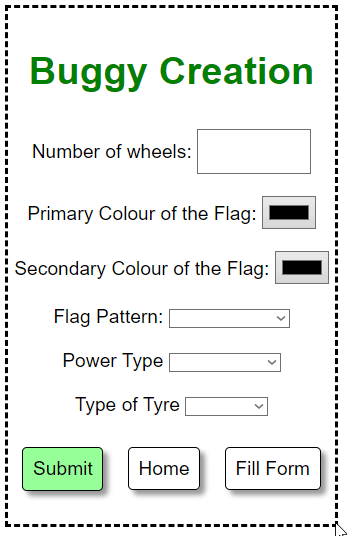 Buggy Creation
Number of wheels:
Primary Colour of the Flag:
Secondary Colour of the Flag:
Flag Pattern:
Power Type
Type of Tyre
Submit Home Fill Form